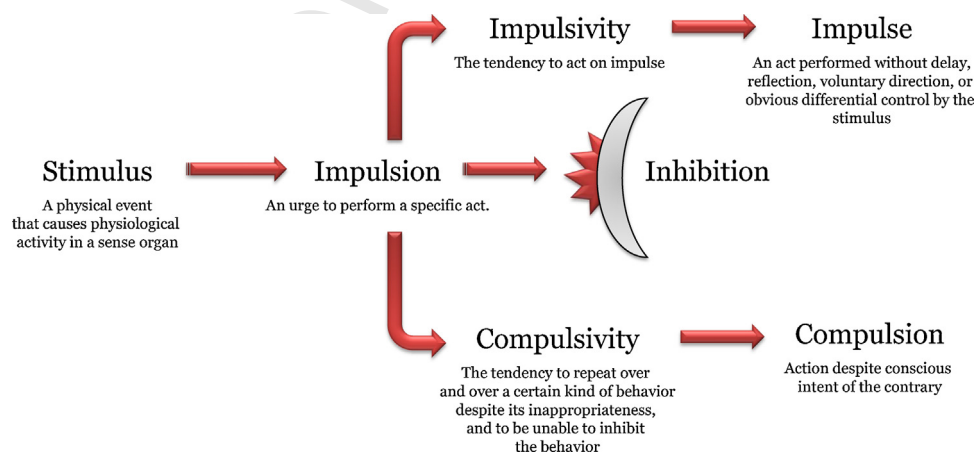 Impulsivity
The tendency to act on impulse
Impulse
An act performed without delay,
reflection, voluntary direction, or
obvious differential control by the
stimulus
Stimulus
A physical event
that causes physiological
activity in a sense organ
Impulsion
An urge to perform a specific act.
Inhibition
Compulsivity
The tendency to repeat over
and over a certain kind of behavior
despite its inappropriateness,
and to be unable to inhibit
the behavior
Compulsion
Action despite conscious
intent of the contrary